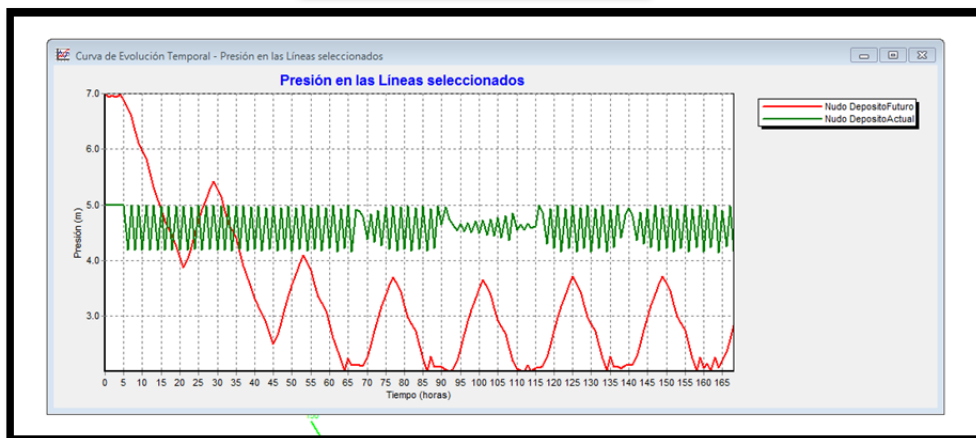 Curva de Evolución Temporal - Presión en las Líneas seleccionados
Presión en las Líneas seleccionados
7.0
6.0
5.0
4.0
3.0
Presión (m)
0 5 10 15 20 25 30 35 40 45 50 55 60 65 70 75 80 85 90 95 100 105 110 115 120 125 130 135 140 145 150 155 160 165
Tiempo (horas)
Nudo DepositoFuturo
Nudo DepositoActual